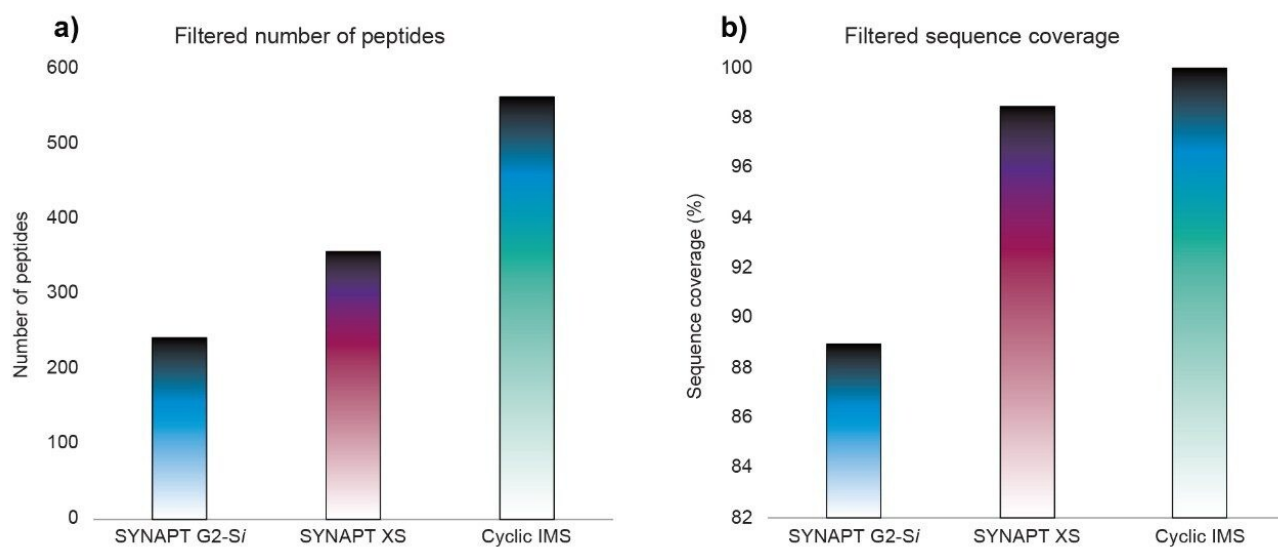 a)
Filtered number of peptides
600
500
400
300
200
100
0
Number of peptides
SYNAPT G2-Si
SYNAPT XS
Cyclic IMS
b)
Filtered sequence coverage
100
98
96
94
92
90
88
86
84
82
Sequence coverage (%)
SYNAPT G2-Si
SYNAPT XS
Cyclic IMS